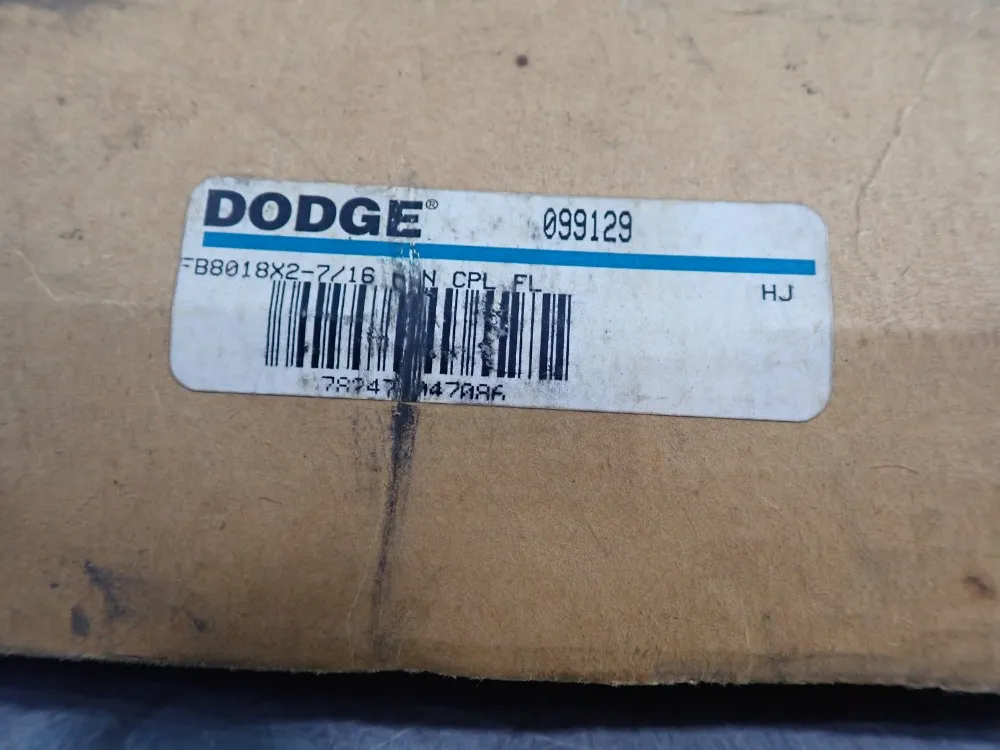 DODGE® 099129
FB8018X2-7/16 CPL FL
HJ